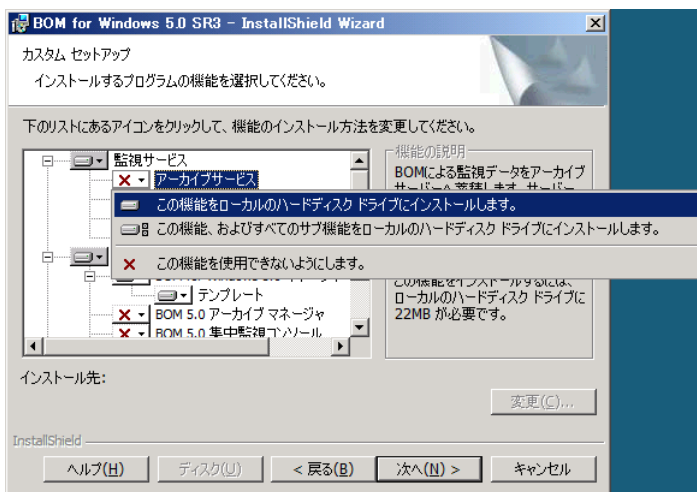 BOM for Windows 5.0 SR3 - InstallShield Wizard
カスタム セットアップ
インストールするプログラムの機能を選択してください。
下のリストにあるアイコンをクリックして、機能のインストール方法を変更してください。
監視サービス
アーカイブサービス
機能の説明
BOMによる監視データをアーカイブ
この機能をローカルのハードディスク ドライブにインストールします。
この機能、およびすべてのサブ機能をローカルのハードディスク ドライブにインストールします。
この機能を使用できないようにします。
テンプレート
BOM 5.0 アーカイブ マネージャ
BOM 5.0 集中監視コンソール
この機能をインストールするには、
ローカルのハードディスク ドライブに
22MB が必要です。
インストール先:
変更(C)...
InstallShield
ヘルプ(H)
ディスク(U)
< 戻る(B)
次へ(N) >
キャンセル